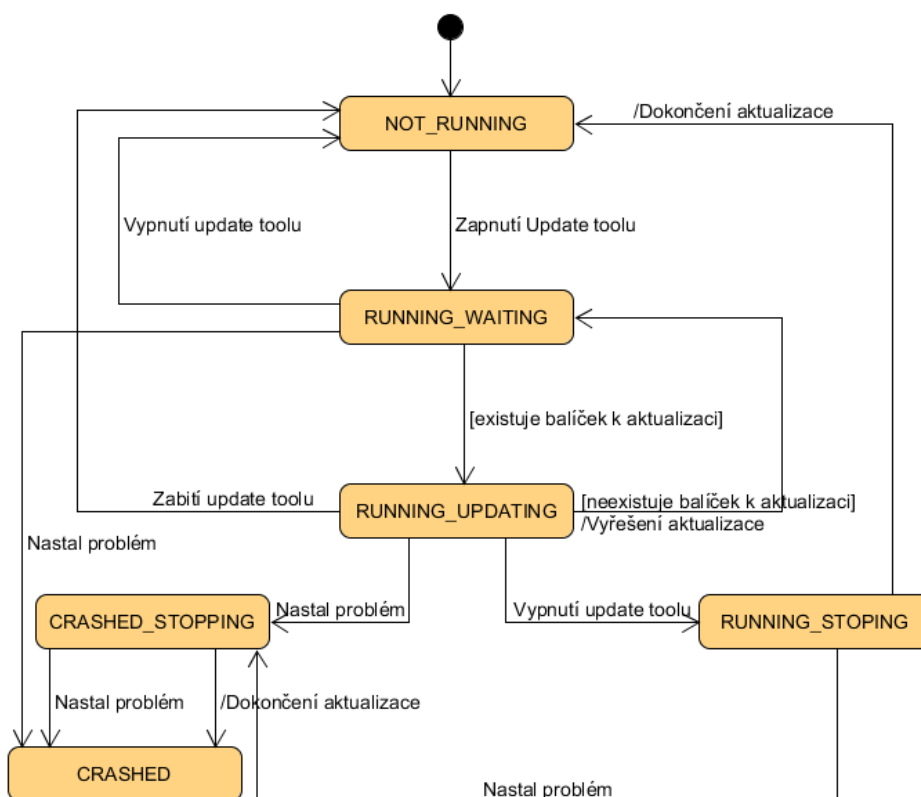 NOT_RUNNING
/Dokončení aktualizace
Vypnutí update toolu
Zapnutí Update toolu
RUNNING_WAITING
[existuje balíček k aktualizaci]
Zabití update toolu
RUNNING_UPDATING
[neexistuje balíček k aktualizaci]
/Vyřešení aktualizace
Nastal problém
CRASHED_STOPPING
Nastal problém
Vypnutí update toolu
RUNNING_STOPING
Nastal problém
/Dokončení aktualizace
CRASHED
Nastal problém